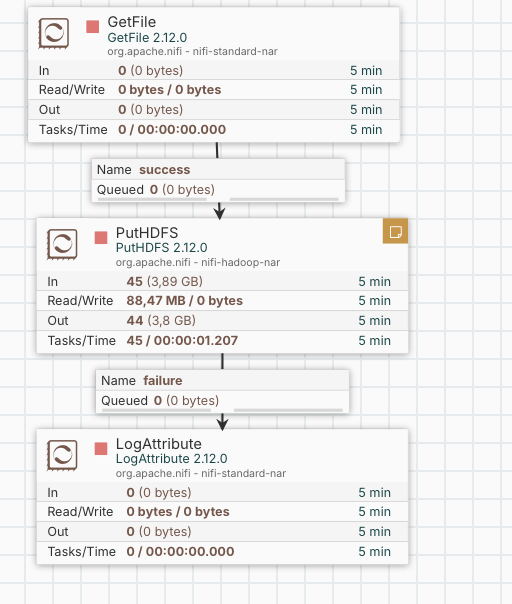 GetFile
GetFile 2.12.0
org.apache.nifi - nifi-standard-nar
In 0 (0 bytes) 5 min
Read/Write 0 bytes / 0 bytes 5 min
Out 0 (0 bytes) 5 min
Tasks/Time 0 / 00:00:00.000 5 min
Name success
Queued 0 (0 bytes)
PutHDFS
PutHDFS 2.12.0
org.apache.nifi - nifi-hadoop-nar
In 45 (3,89 GB) 5 min
Read/Write 88,47 MB / 0 bytes 5 min
Out 44 (3,8 GB) 5 min
Tasks/Time 45 / 00:00:01.207 5 min
Name failure
Queued 0 (0 bytes)
LogAttribute
LogAttribute 2.12.0
org.apache.nifi - nifi-standard-nar
In 0 (0 bytes) 5 min
Read/Write 0 bytes / 0 bytes 5 min
Out 0 (0 bytes) 5 min
Tasks/Time 0 / 00:00:00.000 5 min